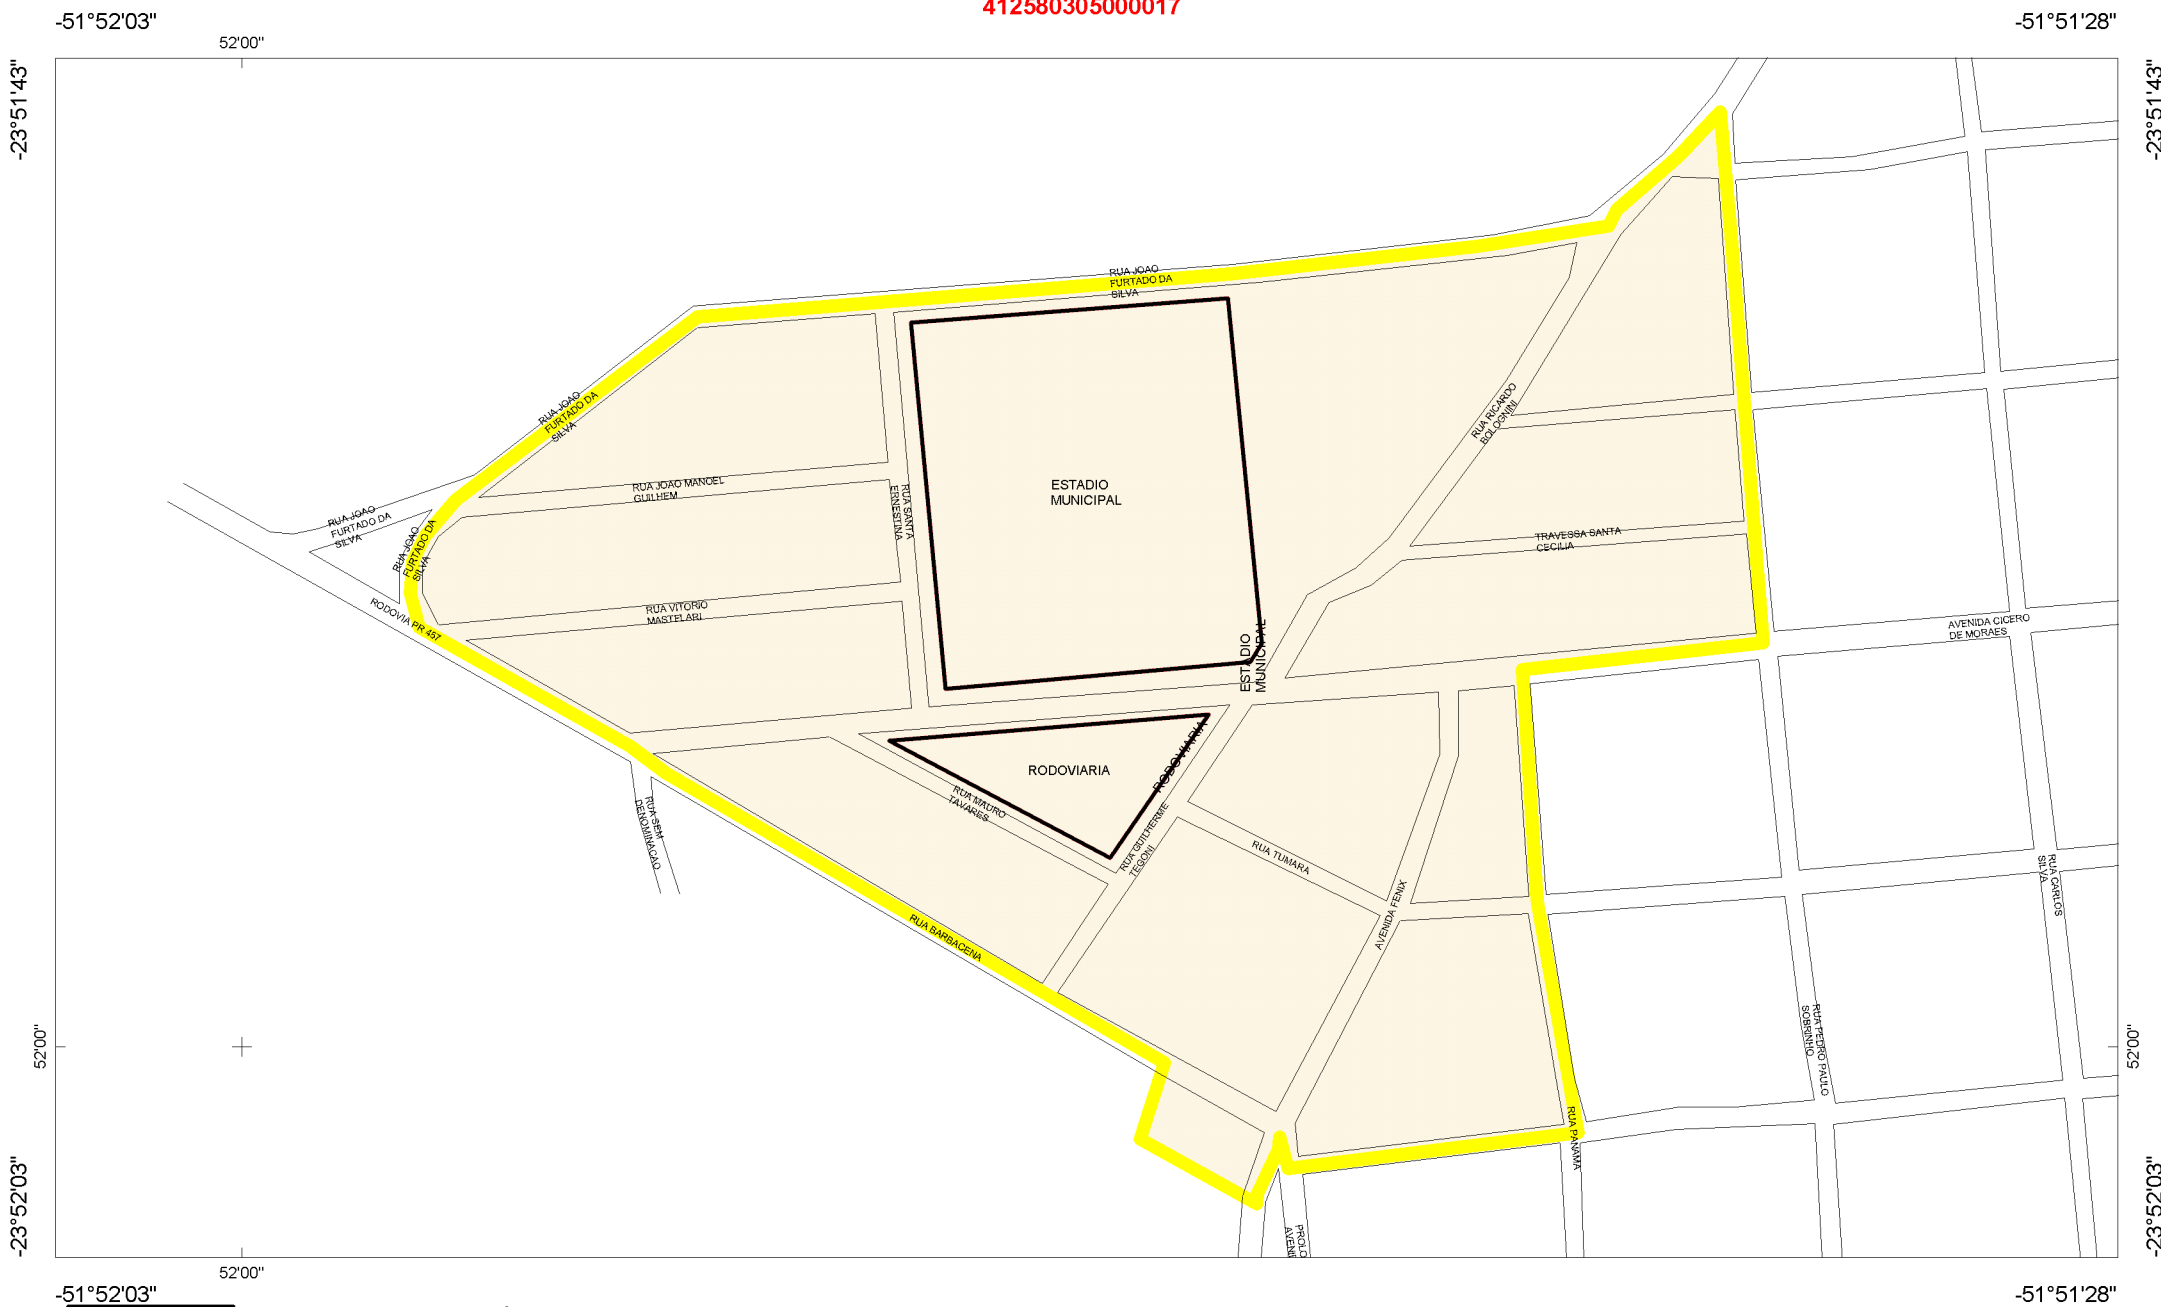 412580305000017
-51°52'03"
-51°51'28"
52'00"
-23°51'43"
-23°51'43"
RUA JOAO
FURTADO DA
SILVA
RUA JOAO
FURTADO DA
SILVA
RUA RICARDO
BOLOGNINI
RUA JOAO MANOEL
GUILHEM
RUA SANTA
ERNESTINA
ESTADIO
MUNICIPAL
RUA JOAO
FURTADO DA
SILVA
RUA JOAO
FURTADO DA
SILVA
TRAVESSA SANTA
CECILIA
RODOVIA PR 457
RUA VITORIO
MASTELARI
ESTADIO
MUNICIPAL
AVENIDA CICERO
DE MORAES
RODOVIARIA
RODOVIARIA
RUA MAURO
TAVARES
RUA SEM
DENOMINACAO
RUA GUILHERME
TEGONI
RUA TUMARA
RUA CARLOS
SILVA
AVENIDA FENIX
RUA BARBACENA
52'00"
52'00"
RUA PEDRO PAULO
SOBRINHO
RUA PANAMA
PROLO
AVENI
-23°52'03"
-23°52'03"
52'00"
-51°52'03"
-51°51'28"